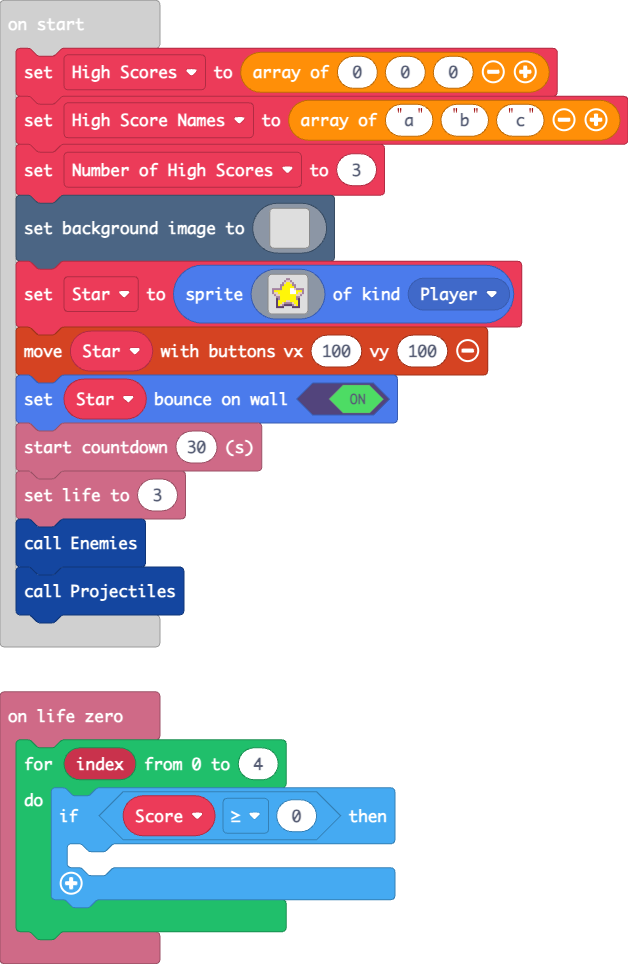 on start
set High Scores to array of 0 0 0
set High Score Names to array of "a" "b" "c"
set Number of High Scores to 3
set background image to
set Star to sprite of kind Player
move Star with buttons vx 100 vy 100
set Star bounce on wall ON
start countdown 30 (s)
set life to 3
call Enemies
call Projectiles
on life zero
for index from 0 to 4
do
if Score ≥ 0 then